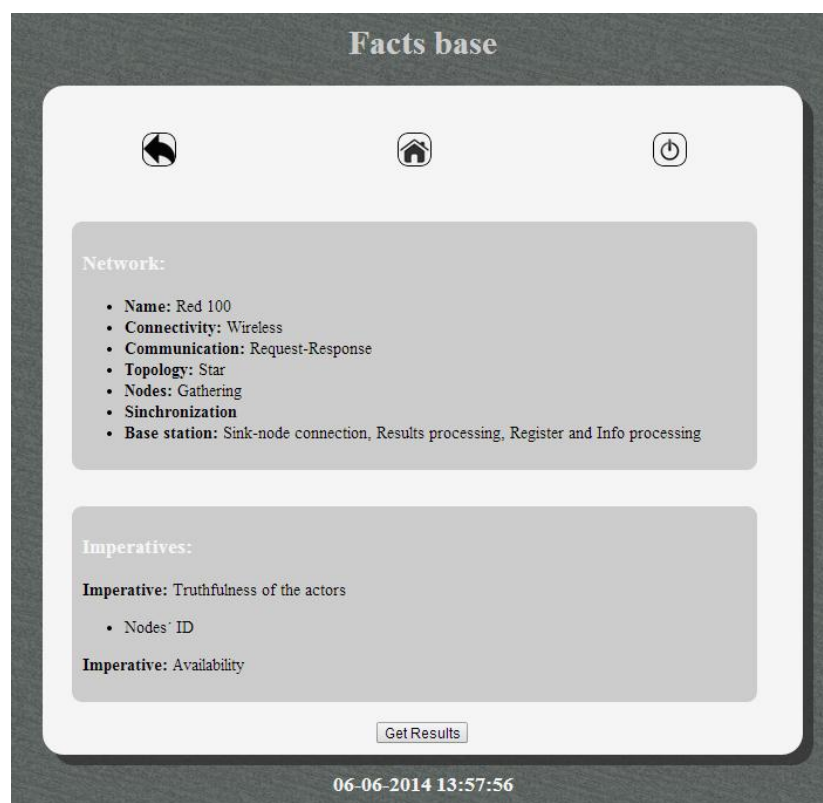 Facts base
Network:
• Name: Red 100
• Connectivity: Wireless
• Communication: Request-Response
• Topology: Star
• Nodes: Gathering
• Sinchronization
• Base station: Sink-node connection, Results processing, Register and Info processing
Imperatives:
Imperative: Truthfulness of the actors
• Nodes´ ID
Imperative: Availability
Get Results
06-06-2014 13:57:56